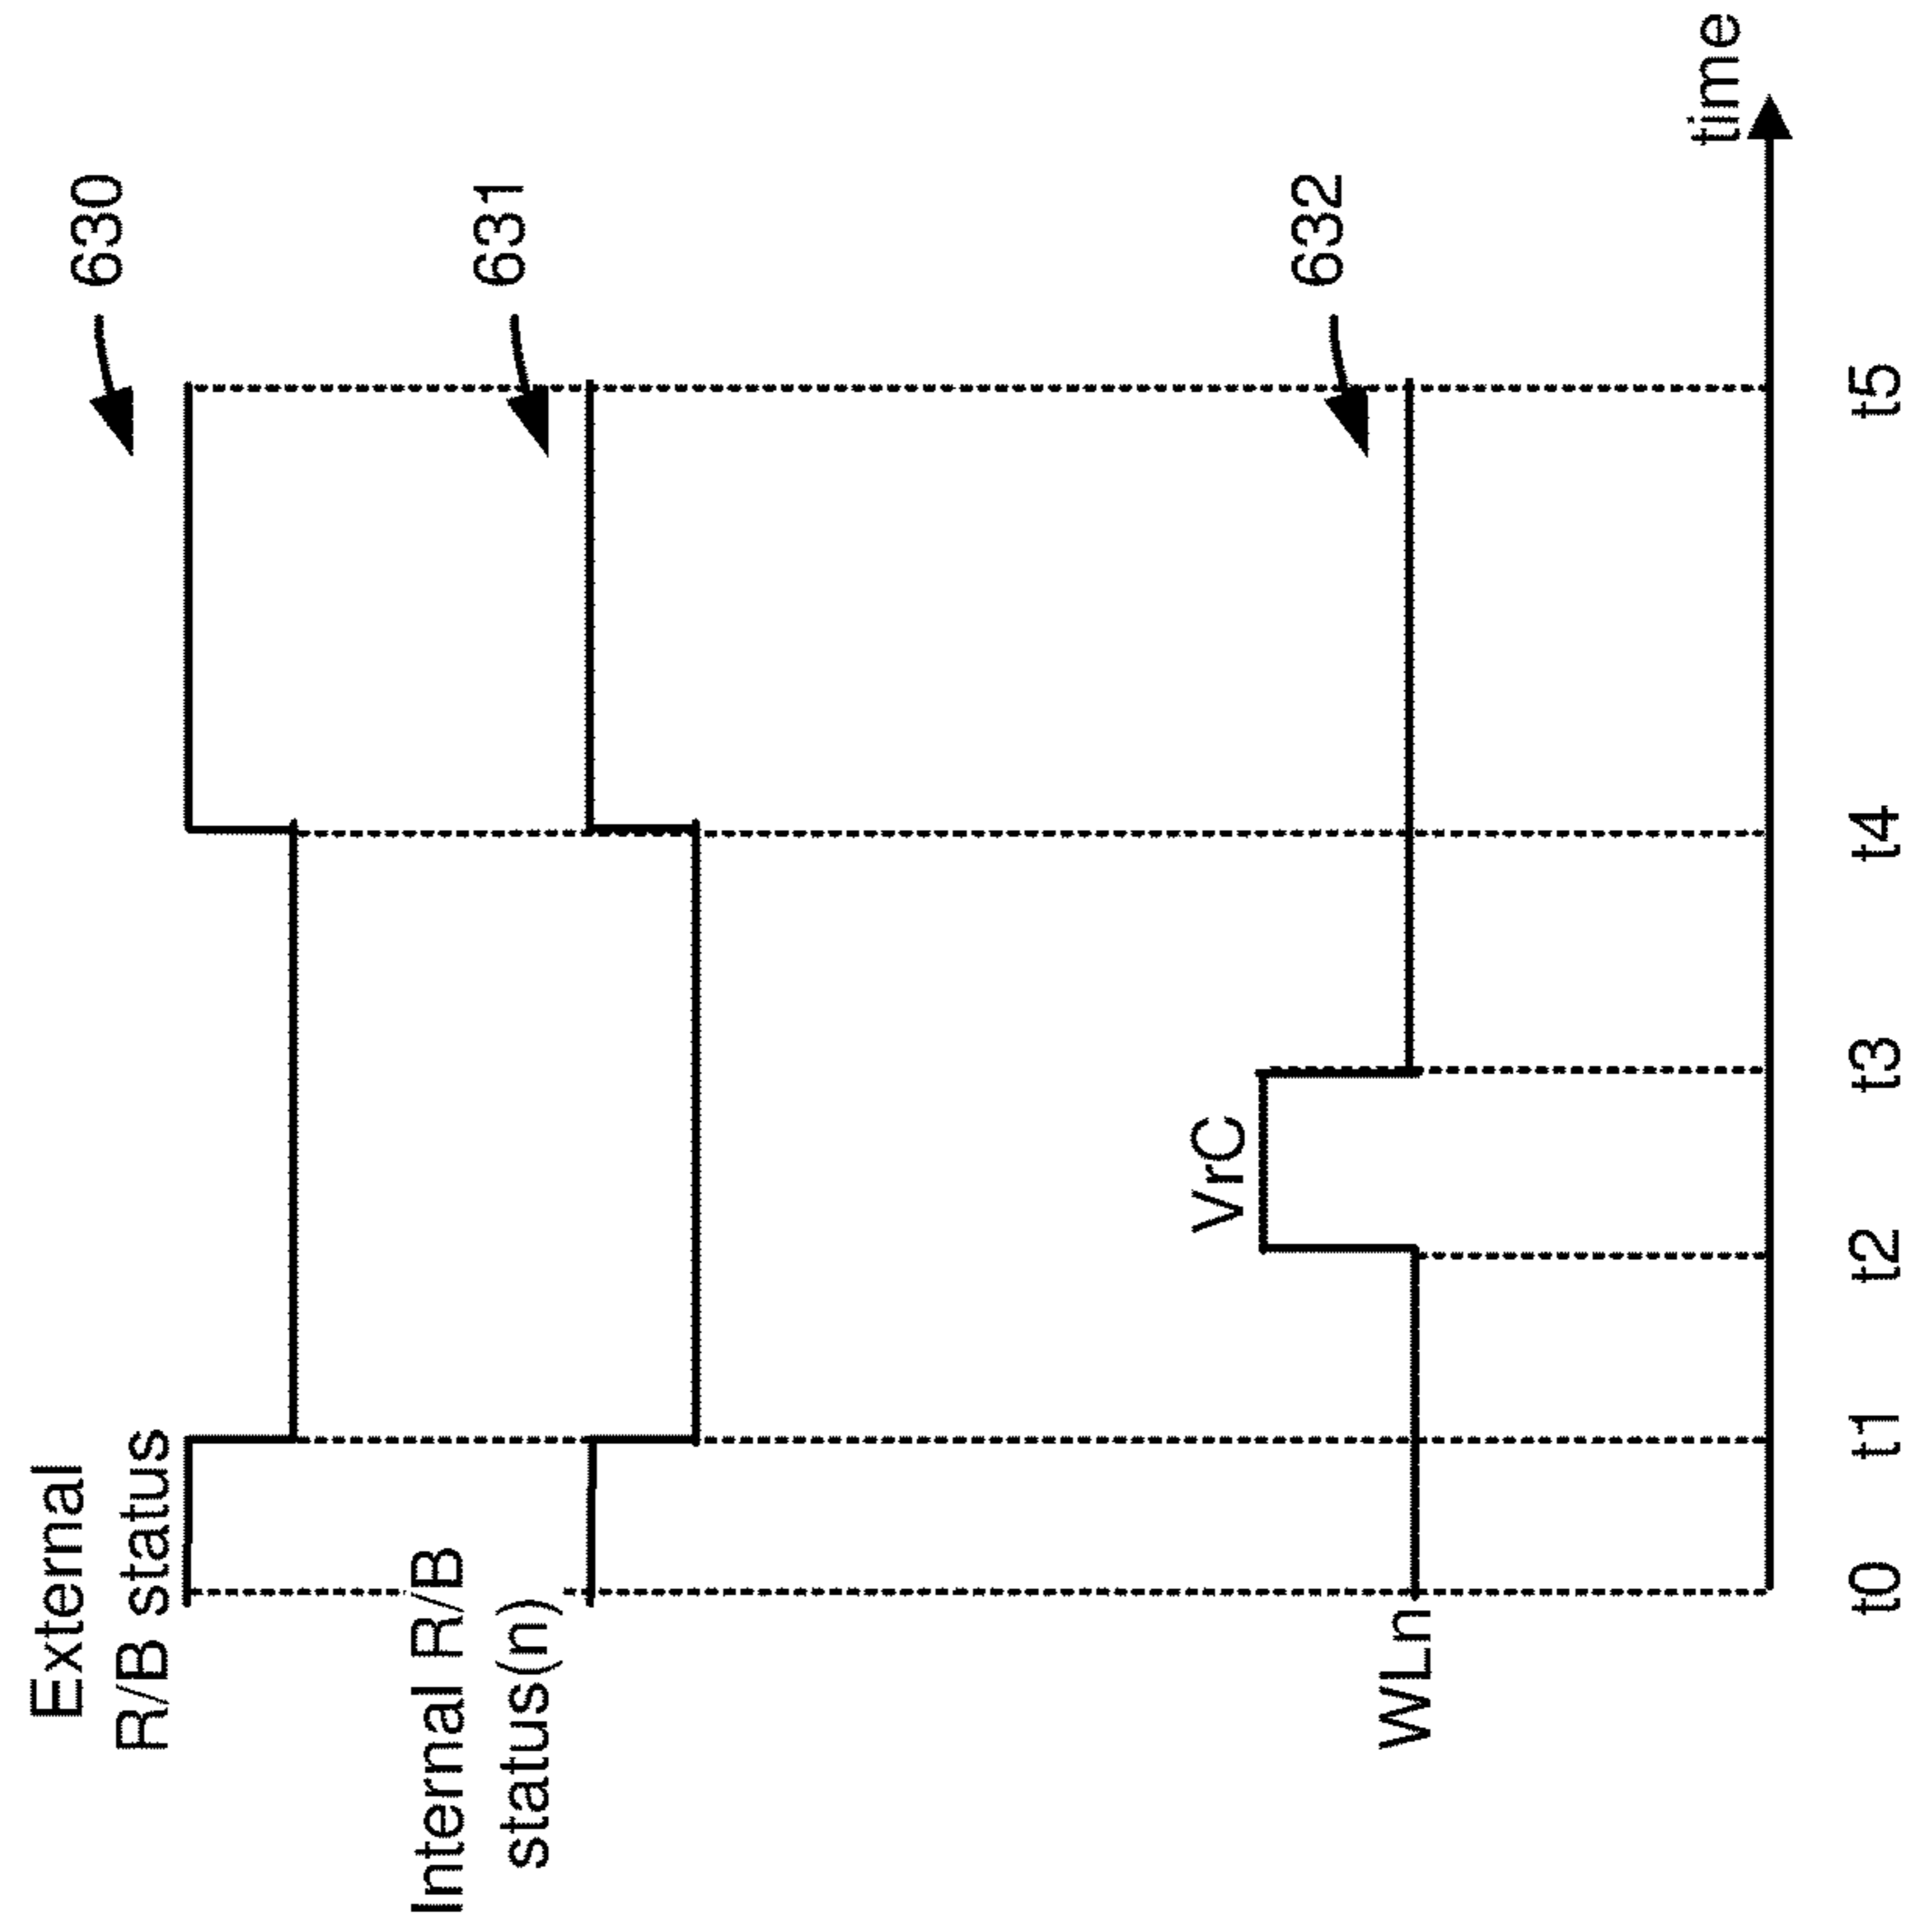 External
R/B status
630
Internal R/B
status(n)
631
VrC
WLn
632
time
t0 t1 t2 t3 t4 t5